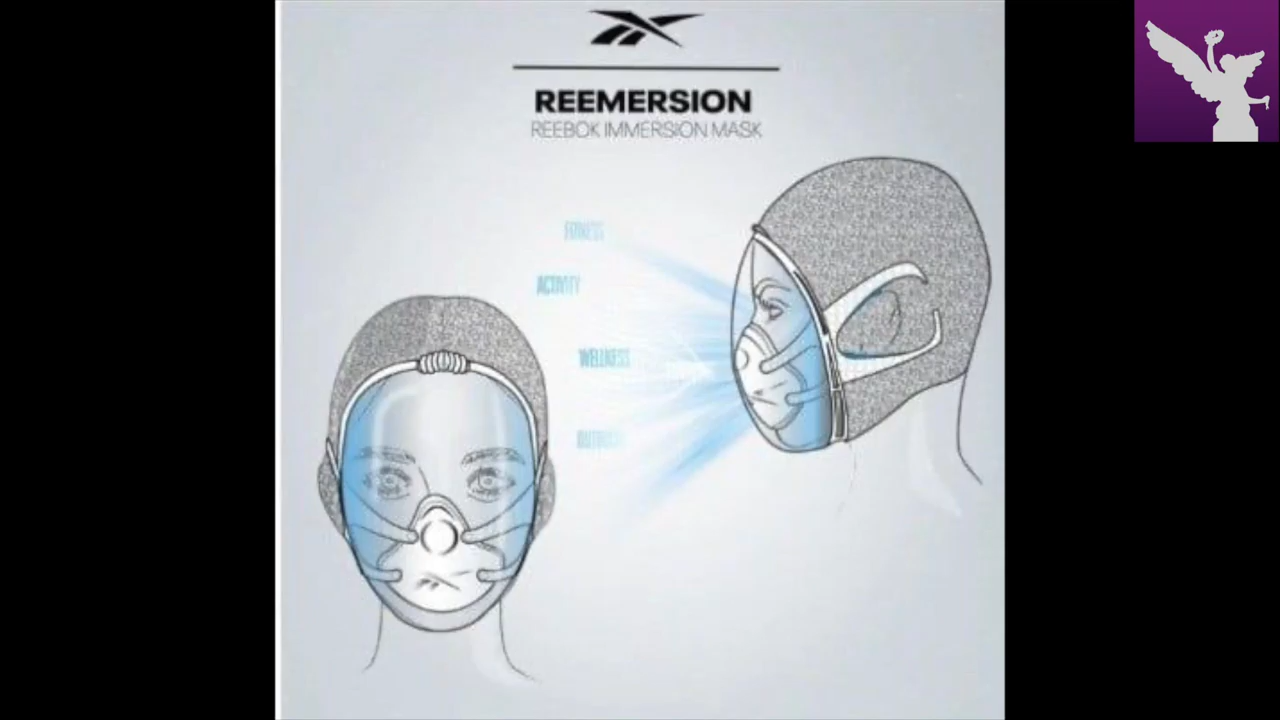 REEMERSION
REEBOK IMMERSION MASK
FITNESS
ACTIVITY
WELLNESS